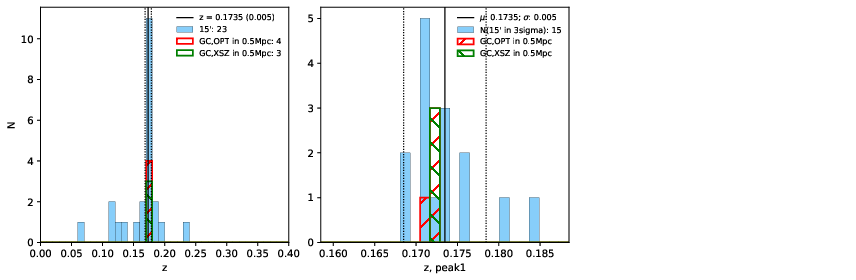 z = 0.1735 (0.005)
15': 23
GC,OPT in 0.5Mpc: 4
GC,XSZ in 0.5Mpc: 3
N
10
8
6
4
2
0
0.00 0.05 0.10 0.15 0.20 0.25 0.30 0.35 0.40
z
μ: 0.1735; σ: 0.005
N(15' in 3sigma): 15
GC,OPT in 0.5Mpc
GC,XSZ in 0.5Mpc
5
4
3
2
1
0
0.160 0.165 0.170 0.175 0.180 0.185
z, peak1